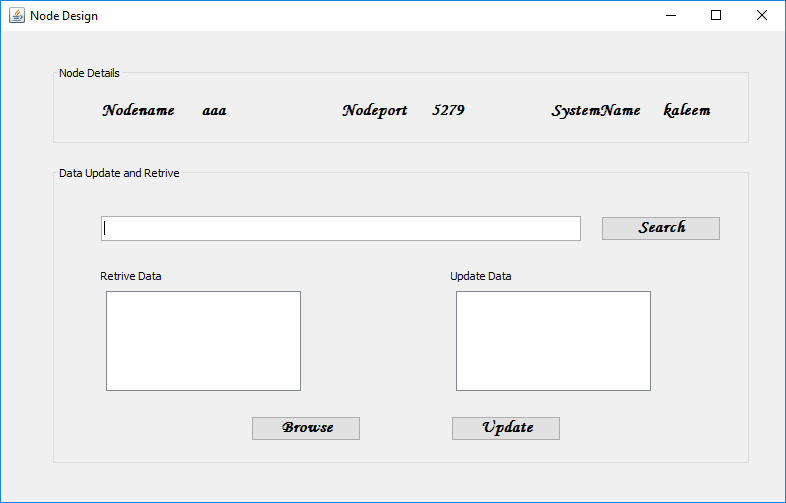 Node Design
Node Details
Nodename aaa Nodeport 5279 SystemName kaleem
Data Update and Retrive
Search
Retrive Data Update Data
Browse Update